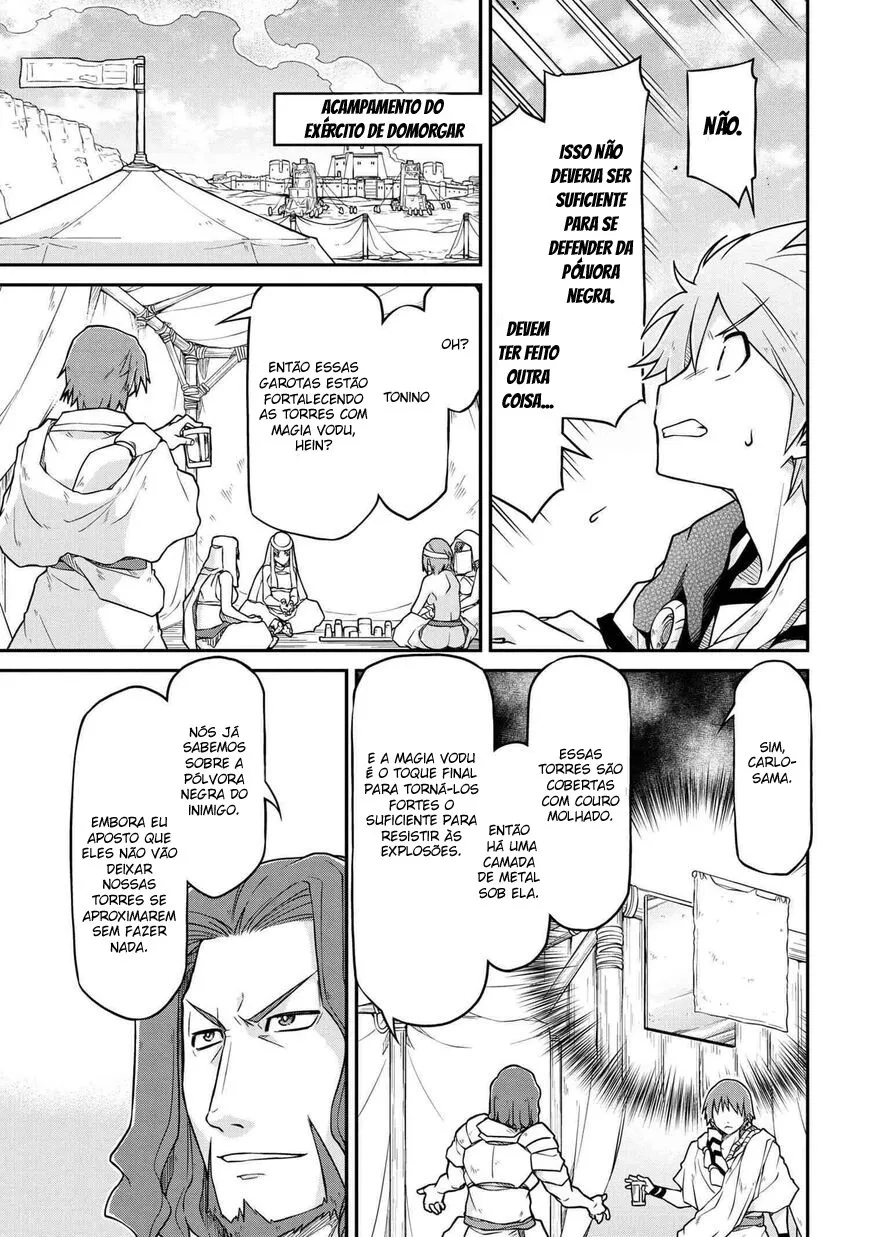 NÃO.
ISSO NÃO
DEVERIA SER
SUFICIENTE
PARA SE
DEFENDER DA
PÓLVORA
NEGRA.
DEVEM
TER FEITO
OUTRA
COISA...
ACAMPAMENTO DO
EXÉRCITO DE DOMORGAR
OH?
TONINO
ENTÃO ESSAS
GAROTAS ESTÃO
FORTALECENDO
AS TORRES COM
MAGIA VODU,
HEIN?
SIM,
CARLO-
SAMA.
ESSAS
TORRES SÃO
COBERTAS
COM COURO
MOLHADO.
ENTÃO
HÁ UMA
CAMADA
DE METAL
SOB ELA.
E A MAGIA VODU
É O TOQUE FINAL
PARA TORNÁ-LOS
FORTES O
SUFICIENTE PARA
RESISTIR ÀS
EXPLOSÕES.
NÓS JÁ
SABEMOS
SOBRE A
PÓLVORA
NEGRA DO
INIMIGO.
EMBORA EU
APOSTO QUE
ELES NÃO VÃO
DEIXAR
NOSSAS
TORRES SE
APROXIMAREM
SEM FAZER
NADA.